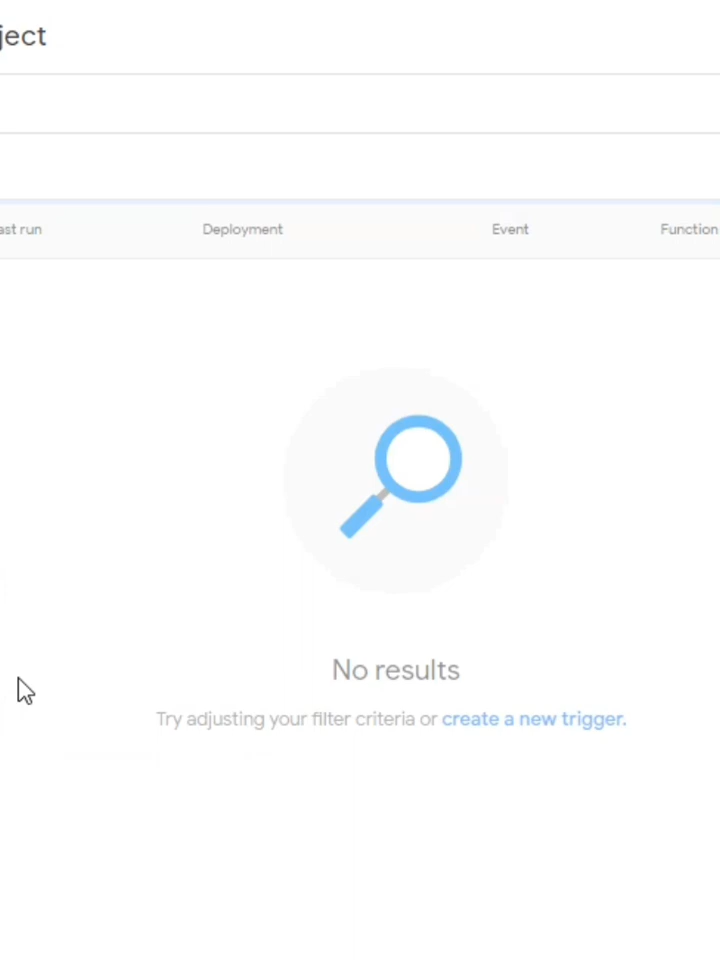 ject
ast run
Deployment
Event
Function
No results
Try adjusting your filter criteria or create a new trigger.